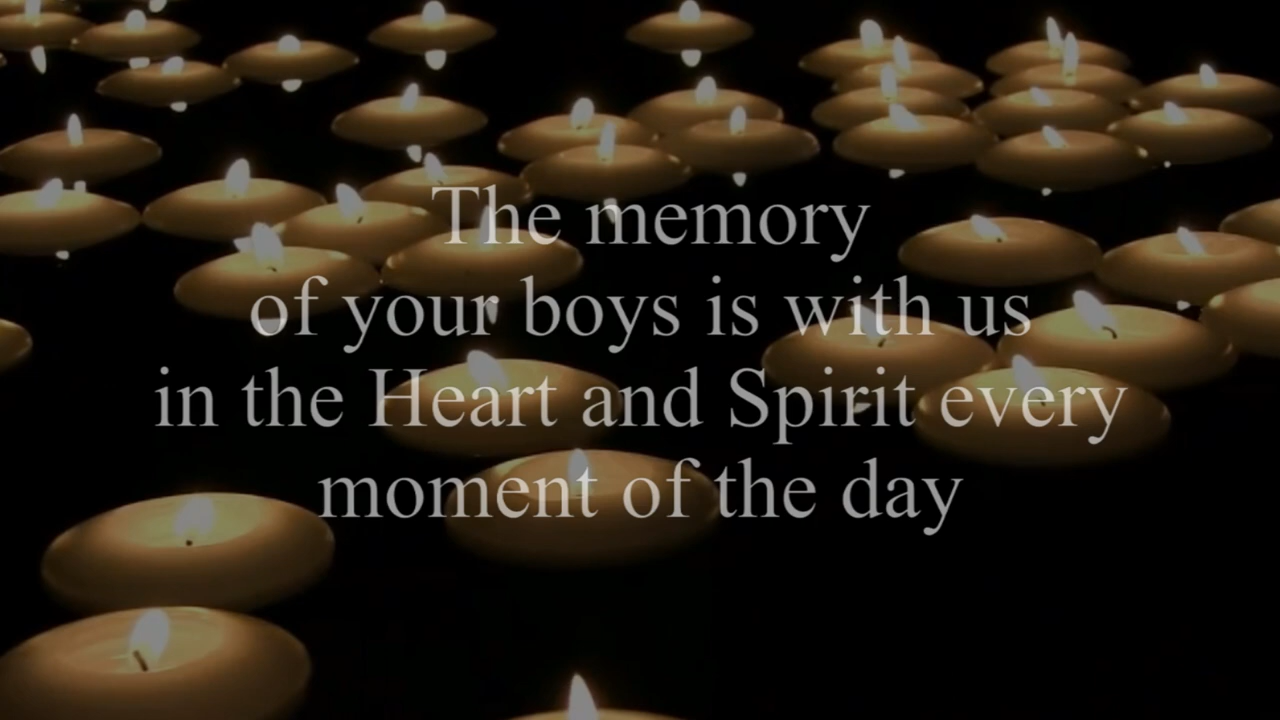 The memory
of your boys is with us
in the Heart and Spirit every
moment of the day